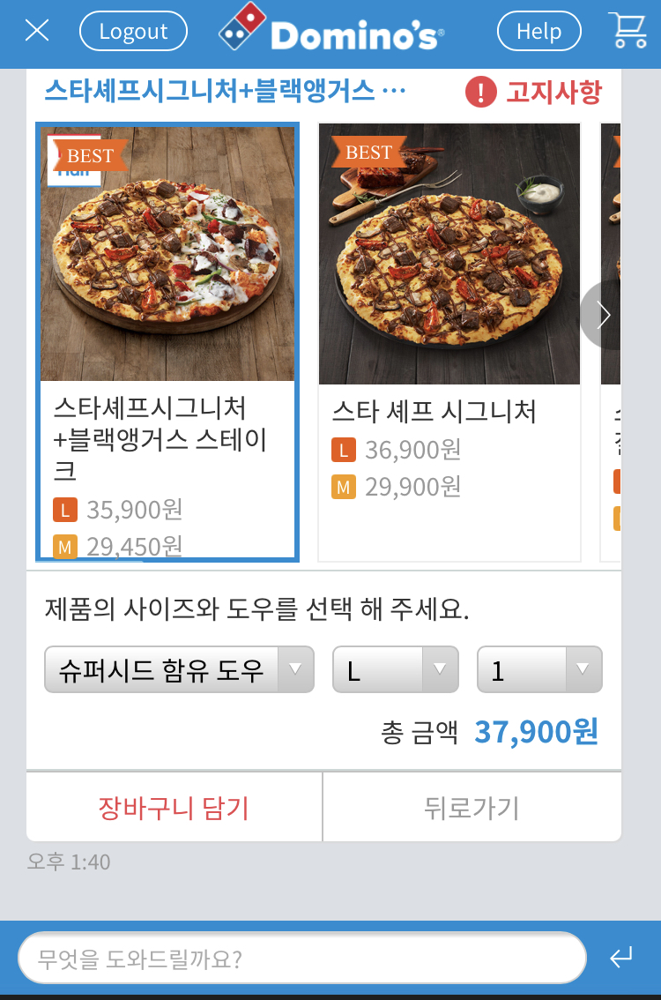 Logout
Domino's®
Help
스타셰프시그니처+블랙앵거스 ···
! 고지사항
BEST
BEST
스타셰프시그니처
+블랙앵거스 스테이
크
L 35,900원
M 29,450원
스타 셰프 시그니처
L 36,900원
M 29,900원
제품의 사이즈와 도우를 선택 해 주세요.
슈퍼시드 함유 도우
L
1
총 금액 37,900원
장바구니 담기
뒤로가기
오후 1:40
무엇을 도와드릴까요?